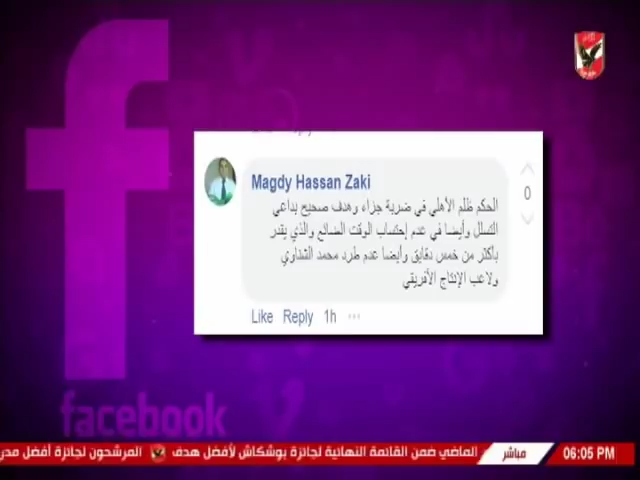 Magdy Hassan Zaki
الحكم ظلم الأهلي في ضربة جزاء وهدف صحيح بداعي
التسلل وأيضا في عدم إحتساب الوقت الضائع والذي يقدر
بأكثر من خمس دقايق وأيضا عدم طرد محمد الشناوي
ولاعب الإنتاج الأفريقي
0
Like Reply 1h
facebook
الماضي ضمن القائمة النهائية لجائزة بوشكاش لأفضل هدف المرشحون لجائزة أفضل مدر
مباشر
06:05 PM